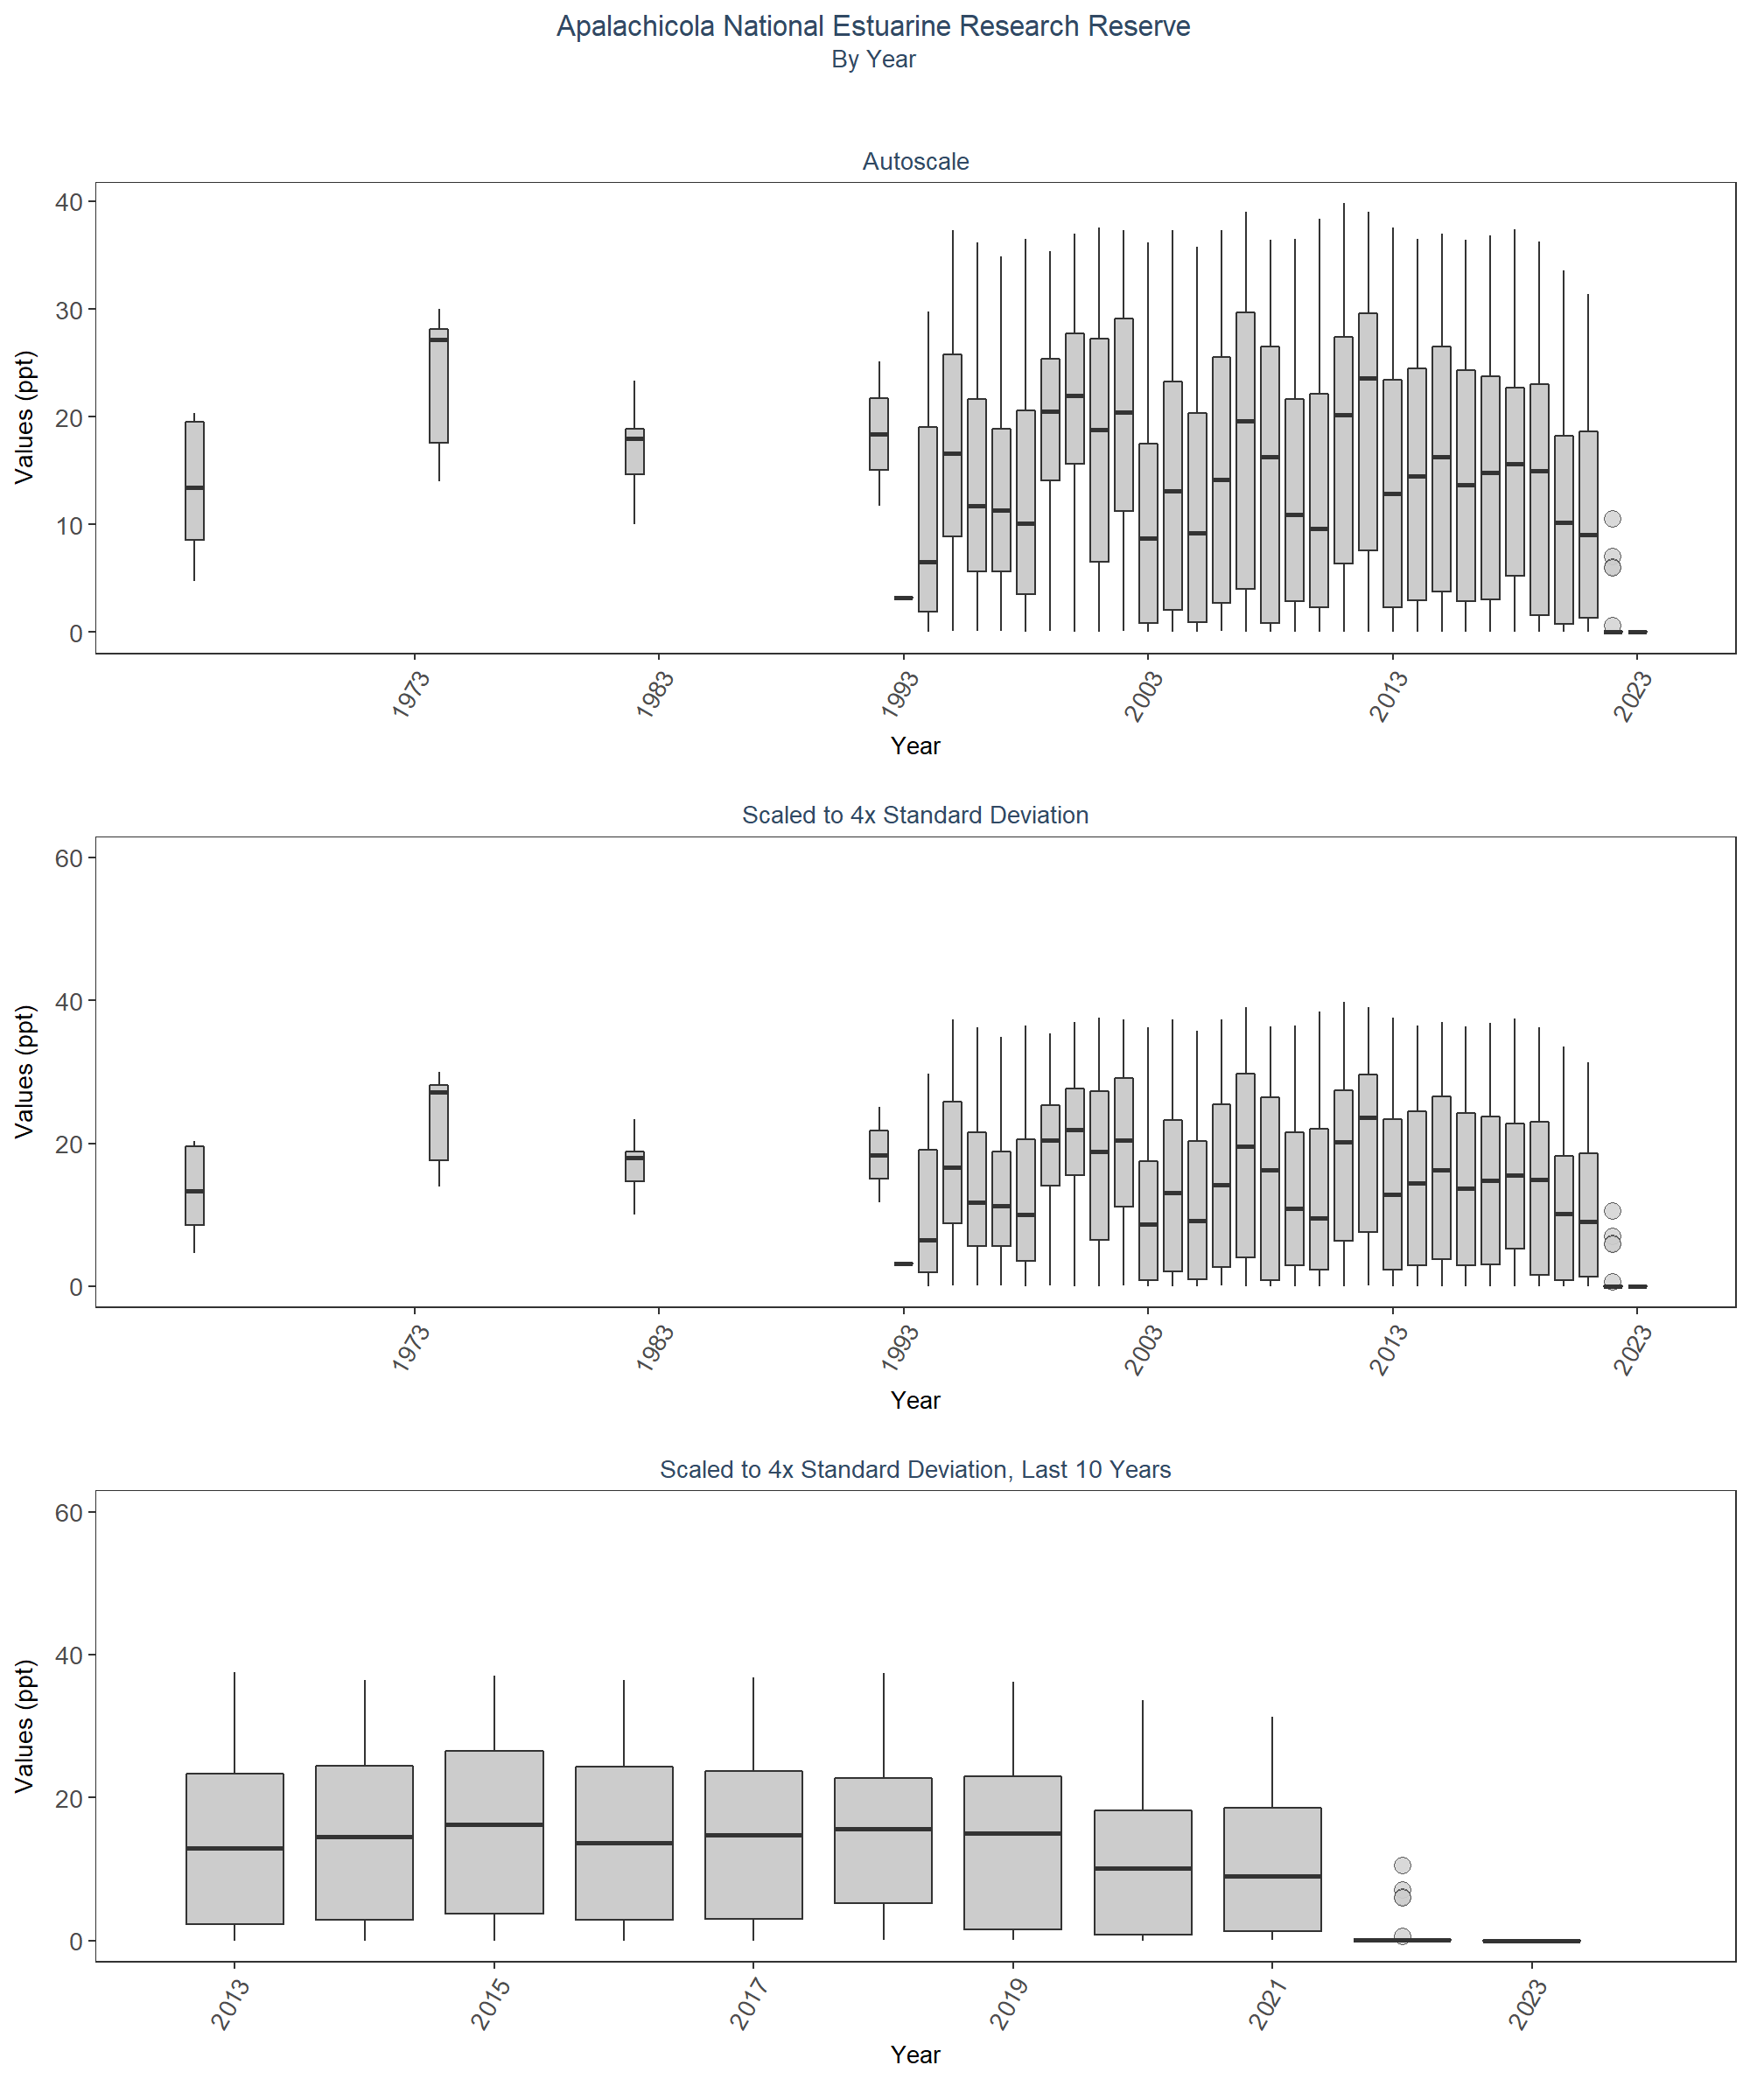 Apalachicola National Estuarine Research Reserve
By Year
Autoscale
Values (ppt)
40
30
20
10
0
1973
1983
1993
2003
2013
2023
Year
Scaled to 4x Standard Deviation
Values (ppt)
60
40
20
0
1973
1983
1993
2003
2013
2023
Year
Scaled to 4x Standard Deviation, Last 10 Years
Values (ppt)
60
40
20
0
2013
2015
2017
2019
2021
2023
Year